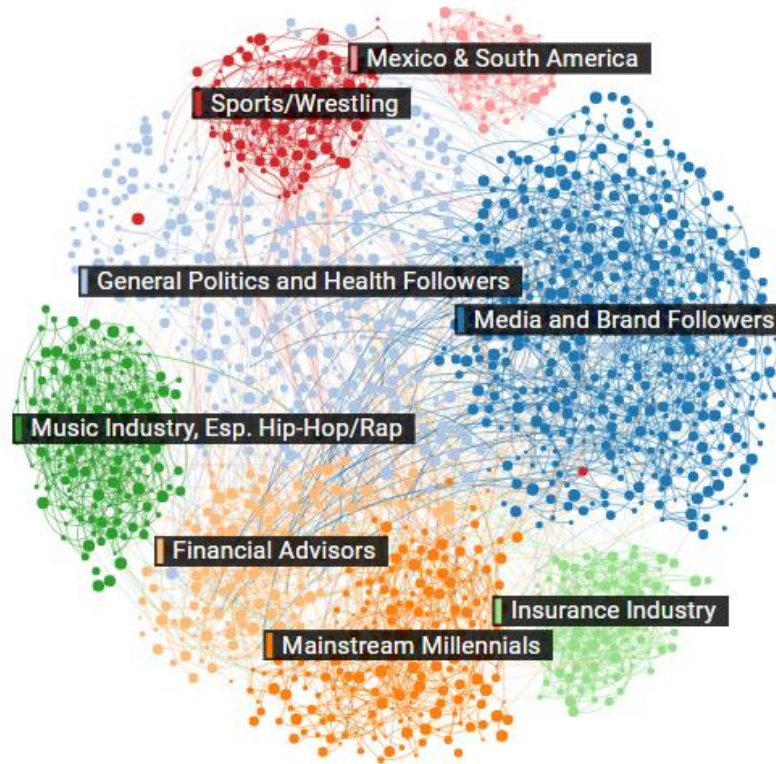 Mexico & South America
Sports/Wrestling
General Politics and Health Followers
Media and Brand Followers
Music Industry, Esp. Hip-Hop/Rap
Financial Advisors
Insurance Industry
Mainstream Millennials